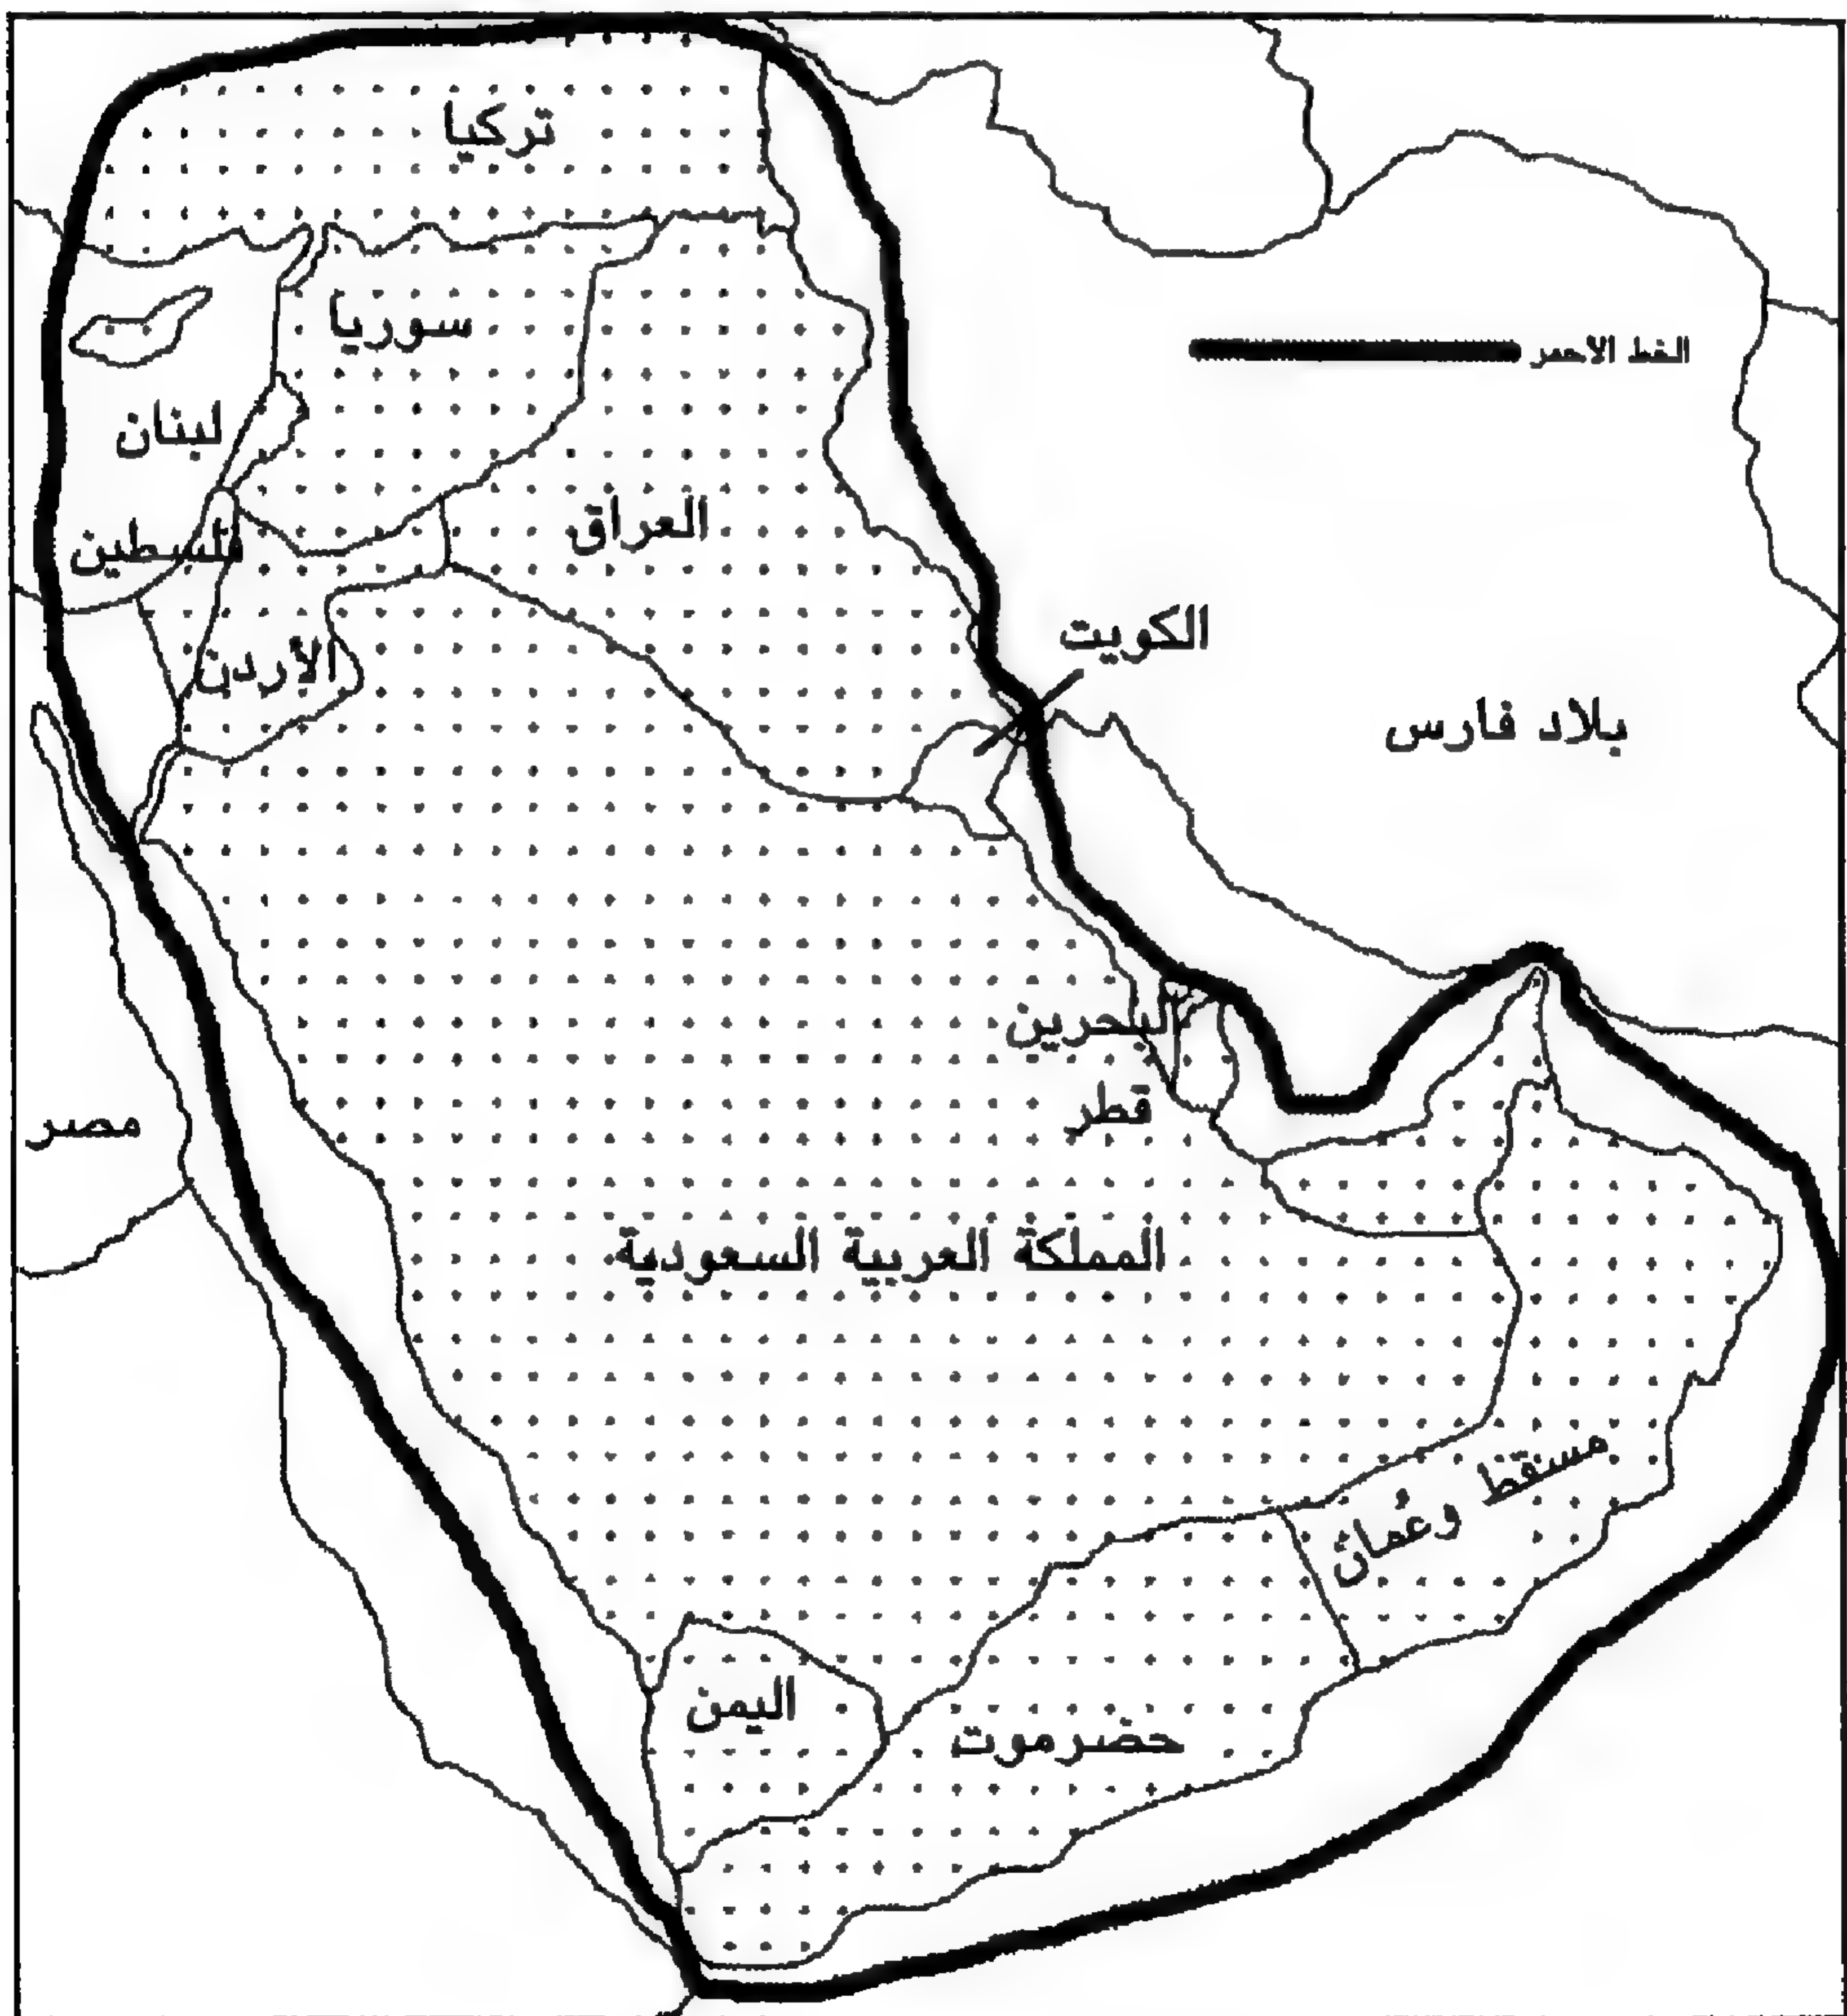 تركيا
سوريا
الخط الاحمر
لبنان
العراق
فلسطين
الكويت
الأردن
بلاد فارس
البحرين
قطر
مصر
المملكة العربية السعودية
مسقط وعُمان
اليمن
حضرموت